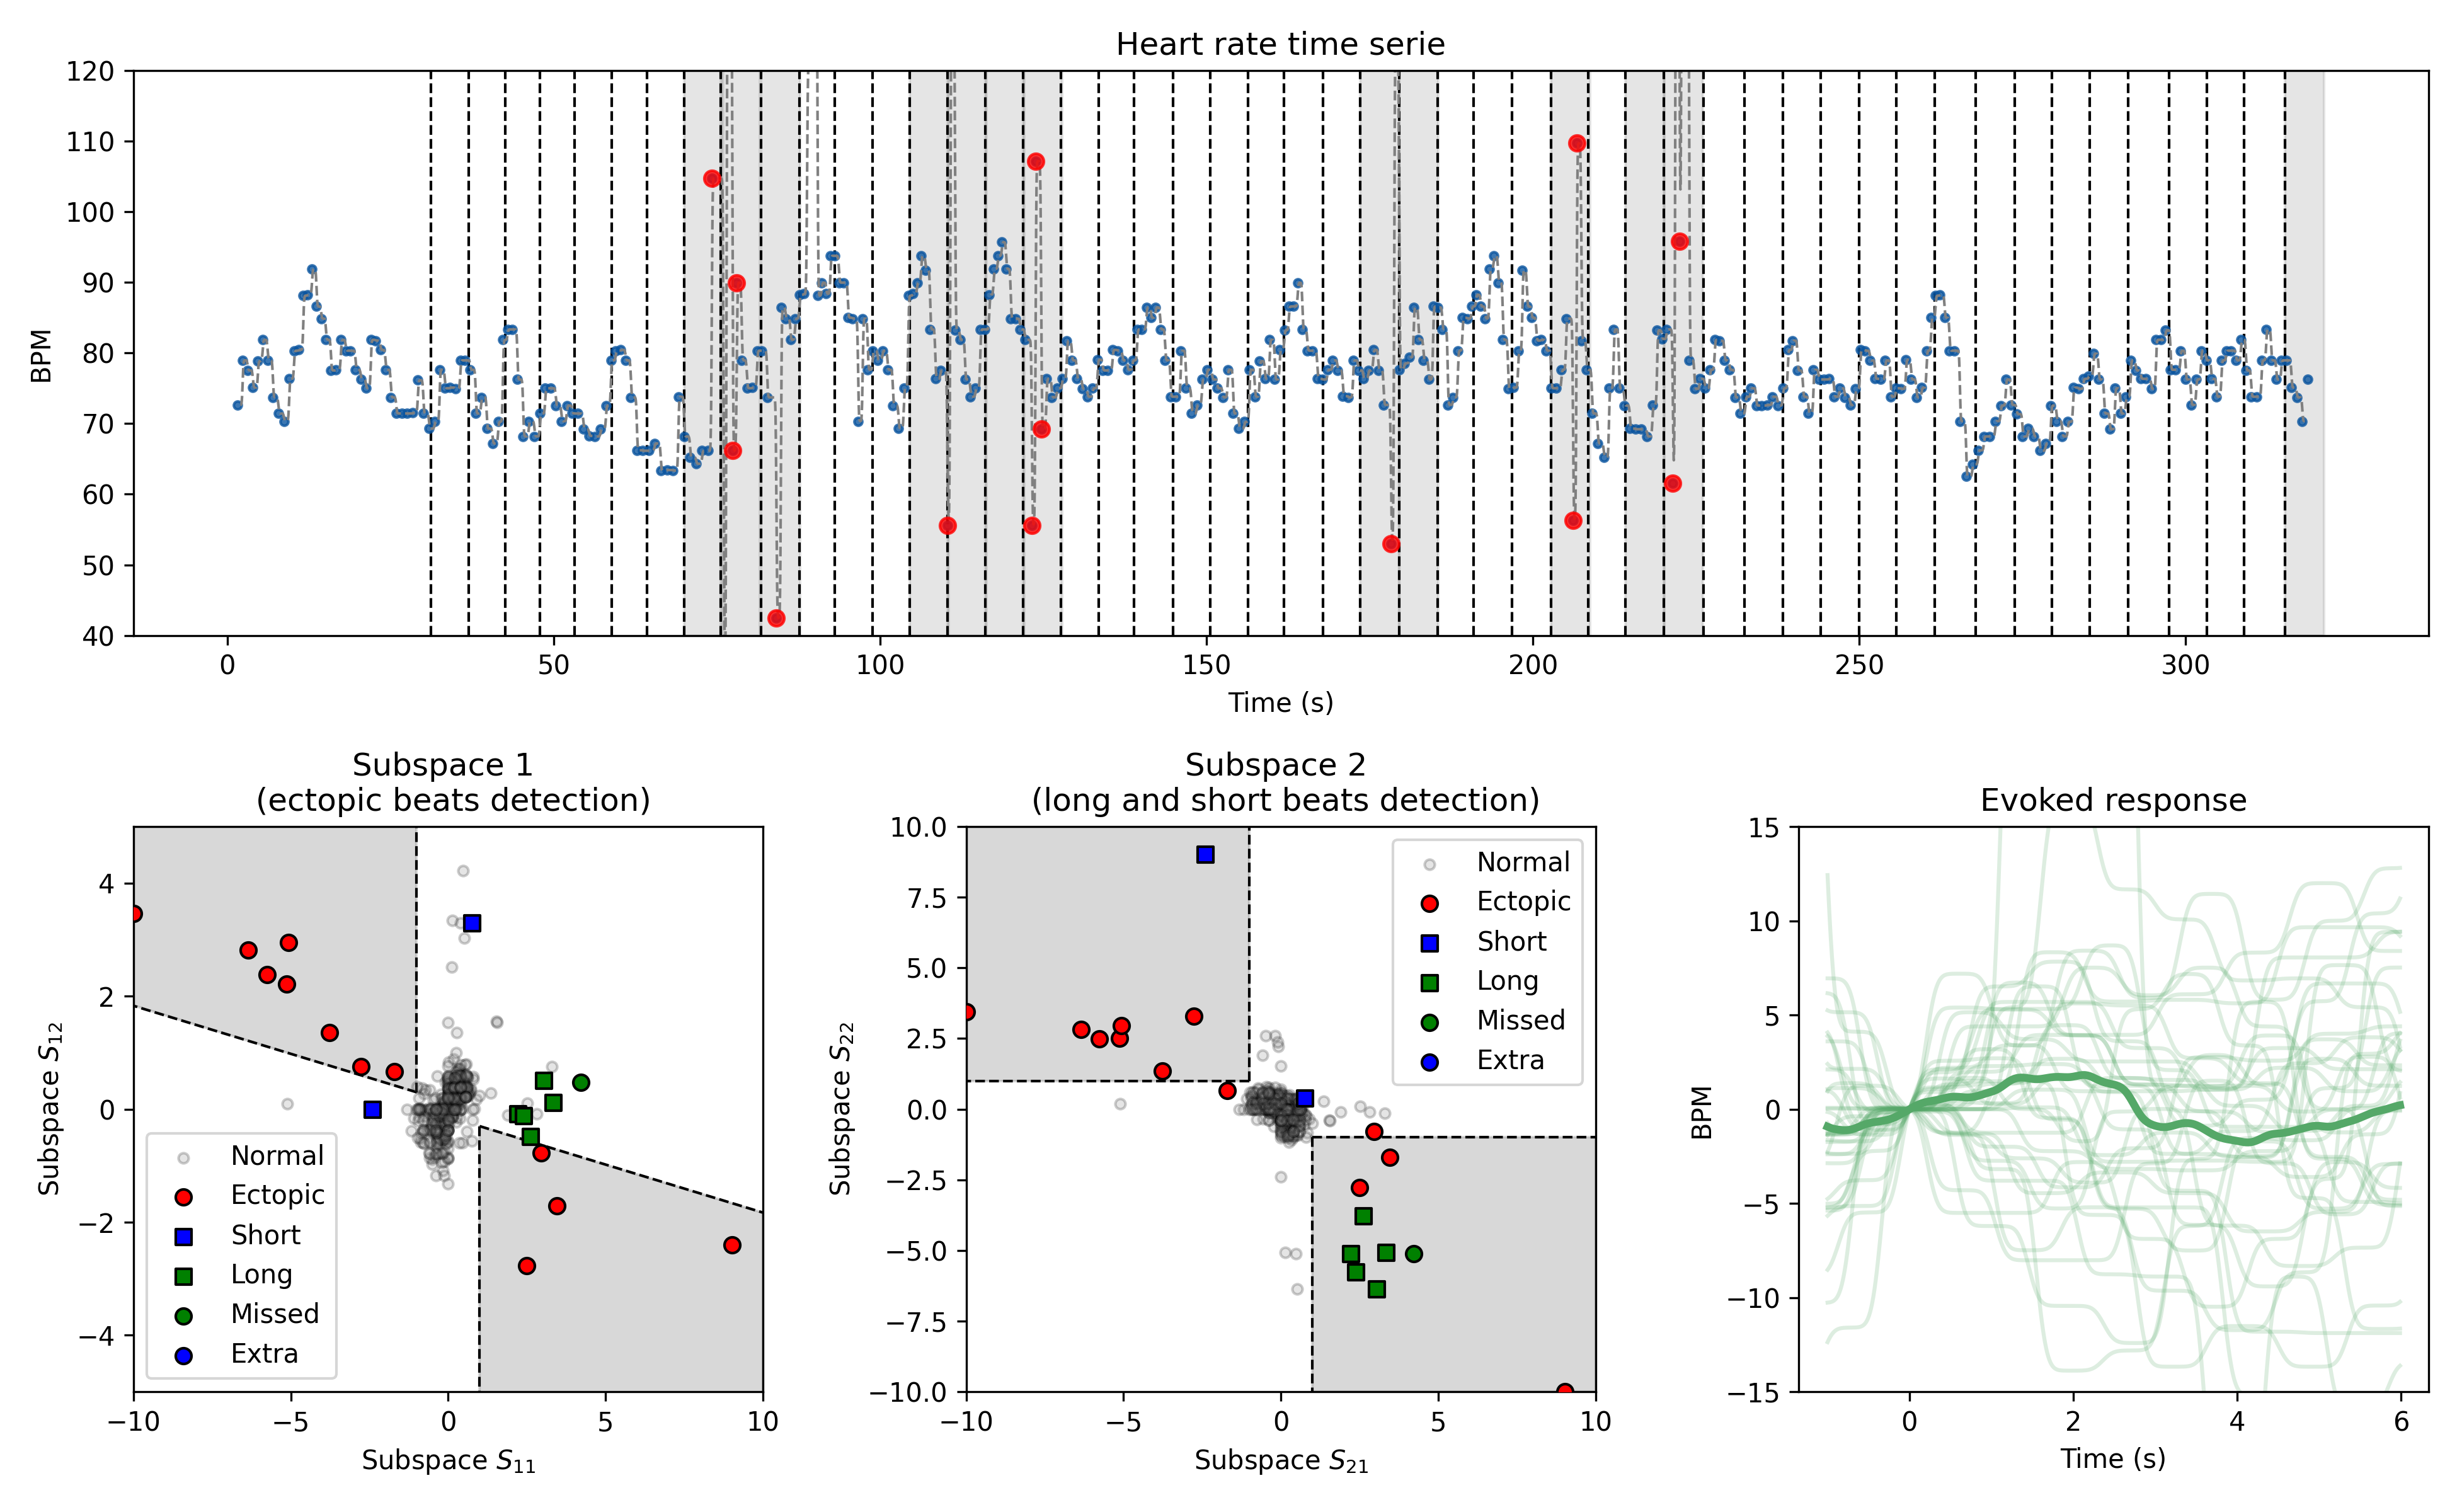 Heart rate time serie
120
110
100
90
80
70
60
50
40
BPM
0 50 100 150 200 250 300
Time (s)
Subspace 1
(ectopic beats detection)
4
2
0
−2
−4
Subspace S12
Normal
Ectopic
Short
Long
Missed
Extra
−10 −5 0 5 10
Subspace S11
Subspace 2
(long and short beats detection)
10.0
7.5
5.0
2.5
0.0
−2.5
−5.0
−7.5
−10.0
Subspace S22
Normal
Ectopic
Short
Long
Missed
Extra
−10 −5 0 5 10
Subspace S21
Evoked response
15
10
5
0
−5
−10
−15
BPM
0 2 4 6
Time (s)